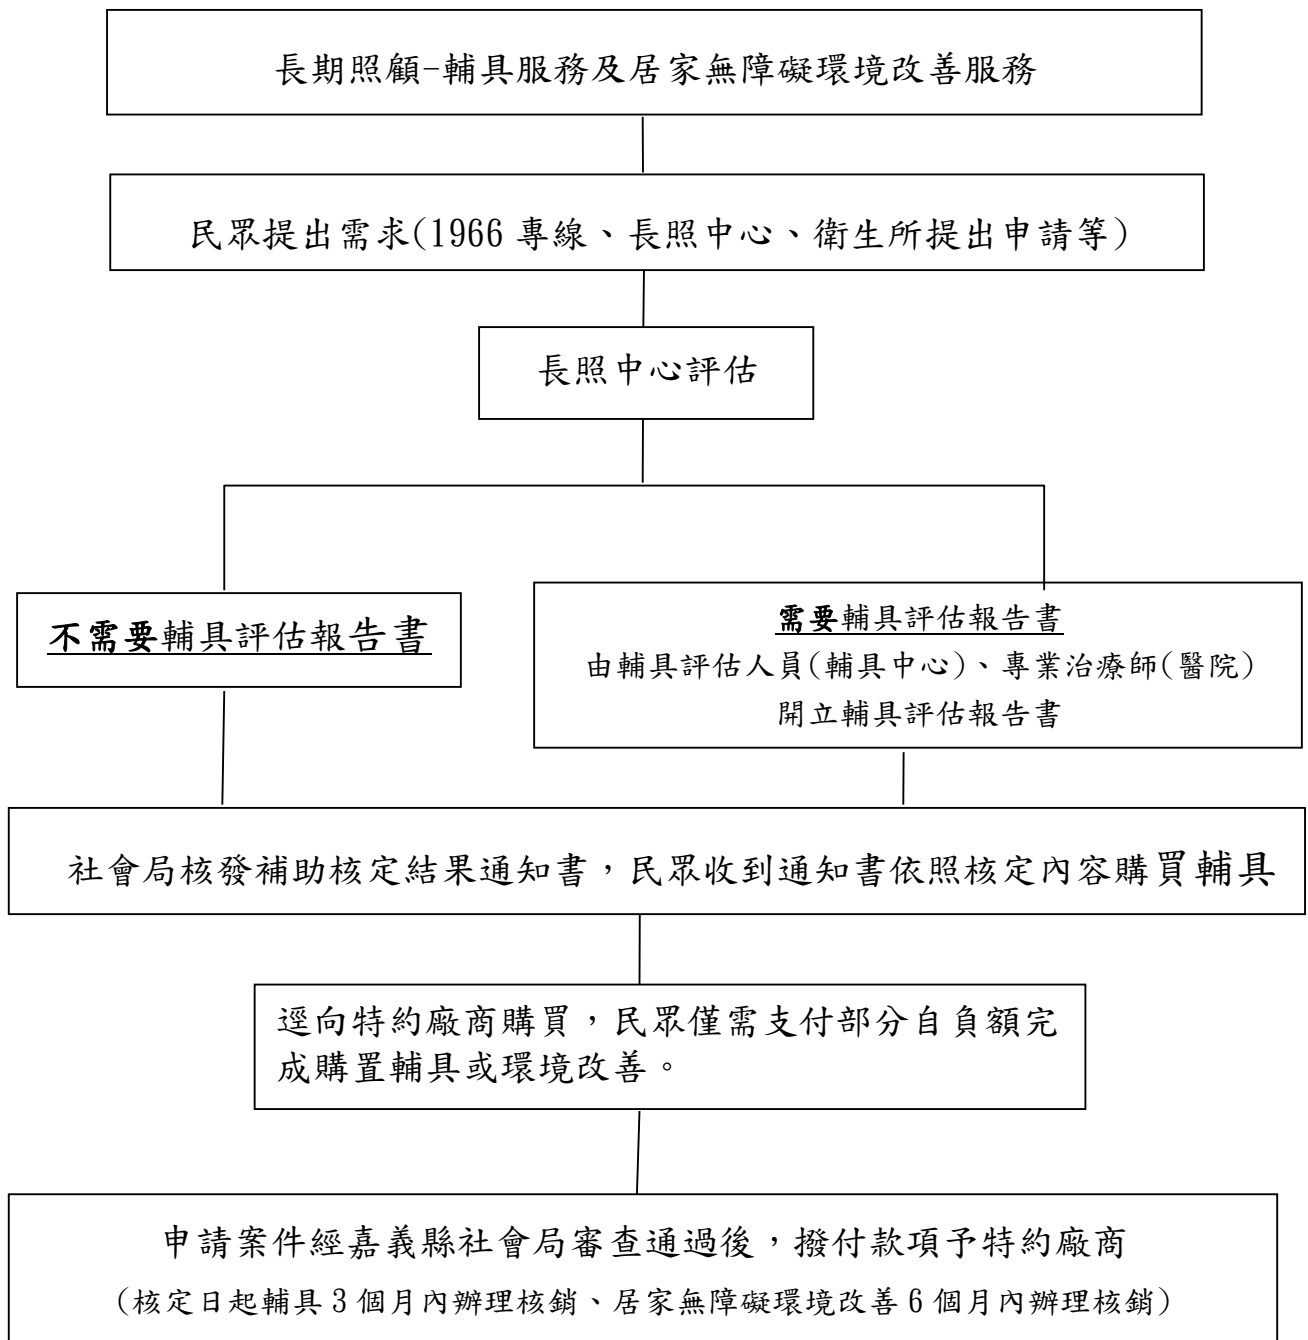 長期照顧-輔具服務及居家無障礙環境改善服務
民眾提出需求(1966 專線、長照中心、衛生所提出申請等)
長照中心評估
不需要輔具評估報告書
需要輔具評估報告書
由輔具評估人員(輔具中心)、專業治療師(醫院)
開立輔具評估報告書
社會局核發補助核定結果通知書，民眾收到通知書依照核定內容購買輔具
逕向特約廠商購買，民眾僅需支付部分自負額完
成購置輔具或環境改善。
申請案件經嘉義縣社會局審查通過後，撥付款項予特約廠商
(核定日起輔具 3 個月內辦理核銷、居家無障礙環境改善 6 個月內辦理核銷)